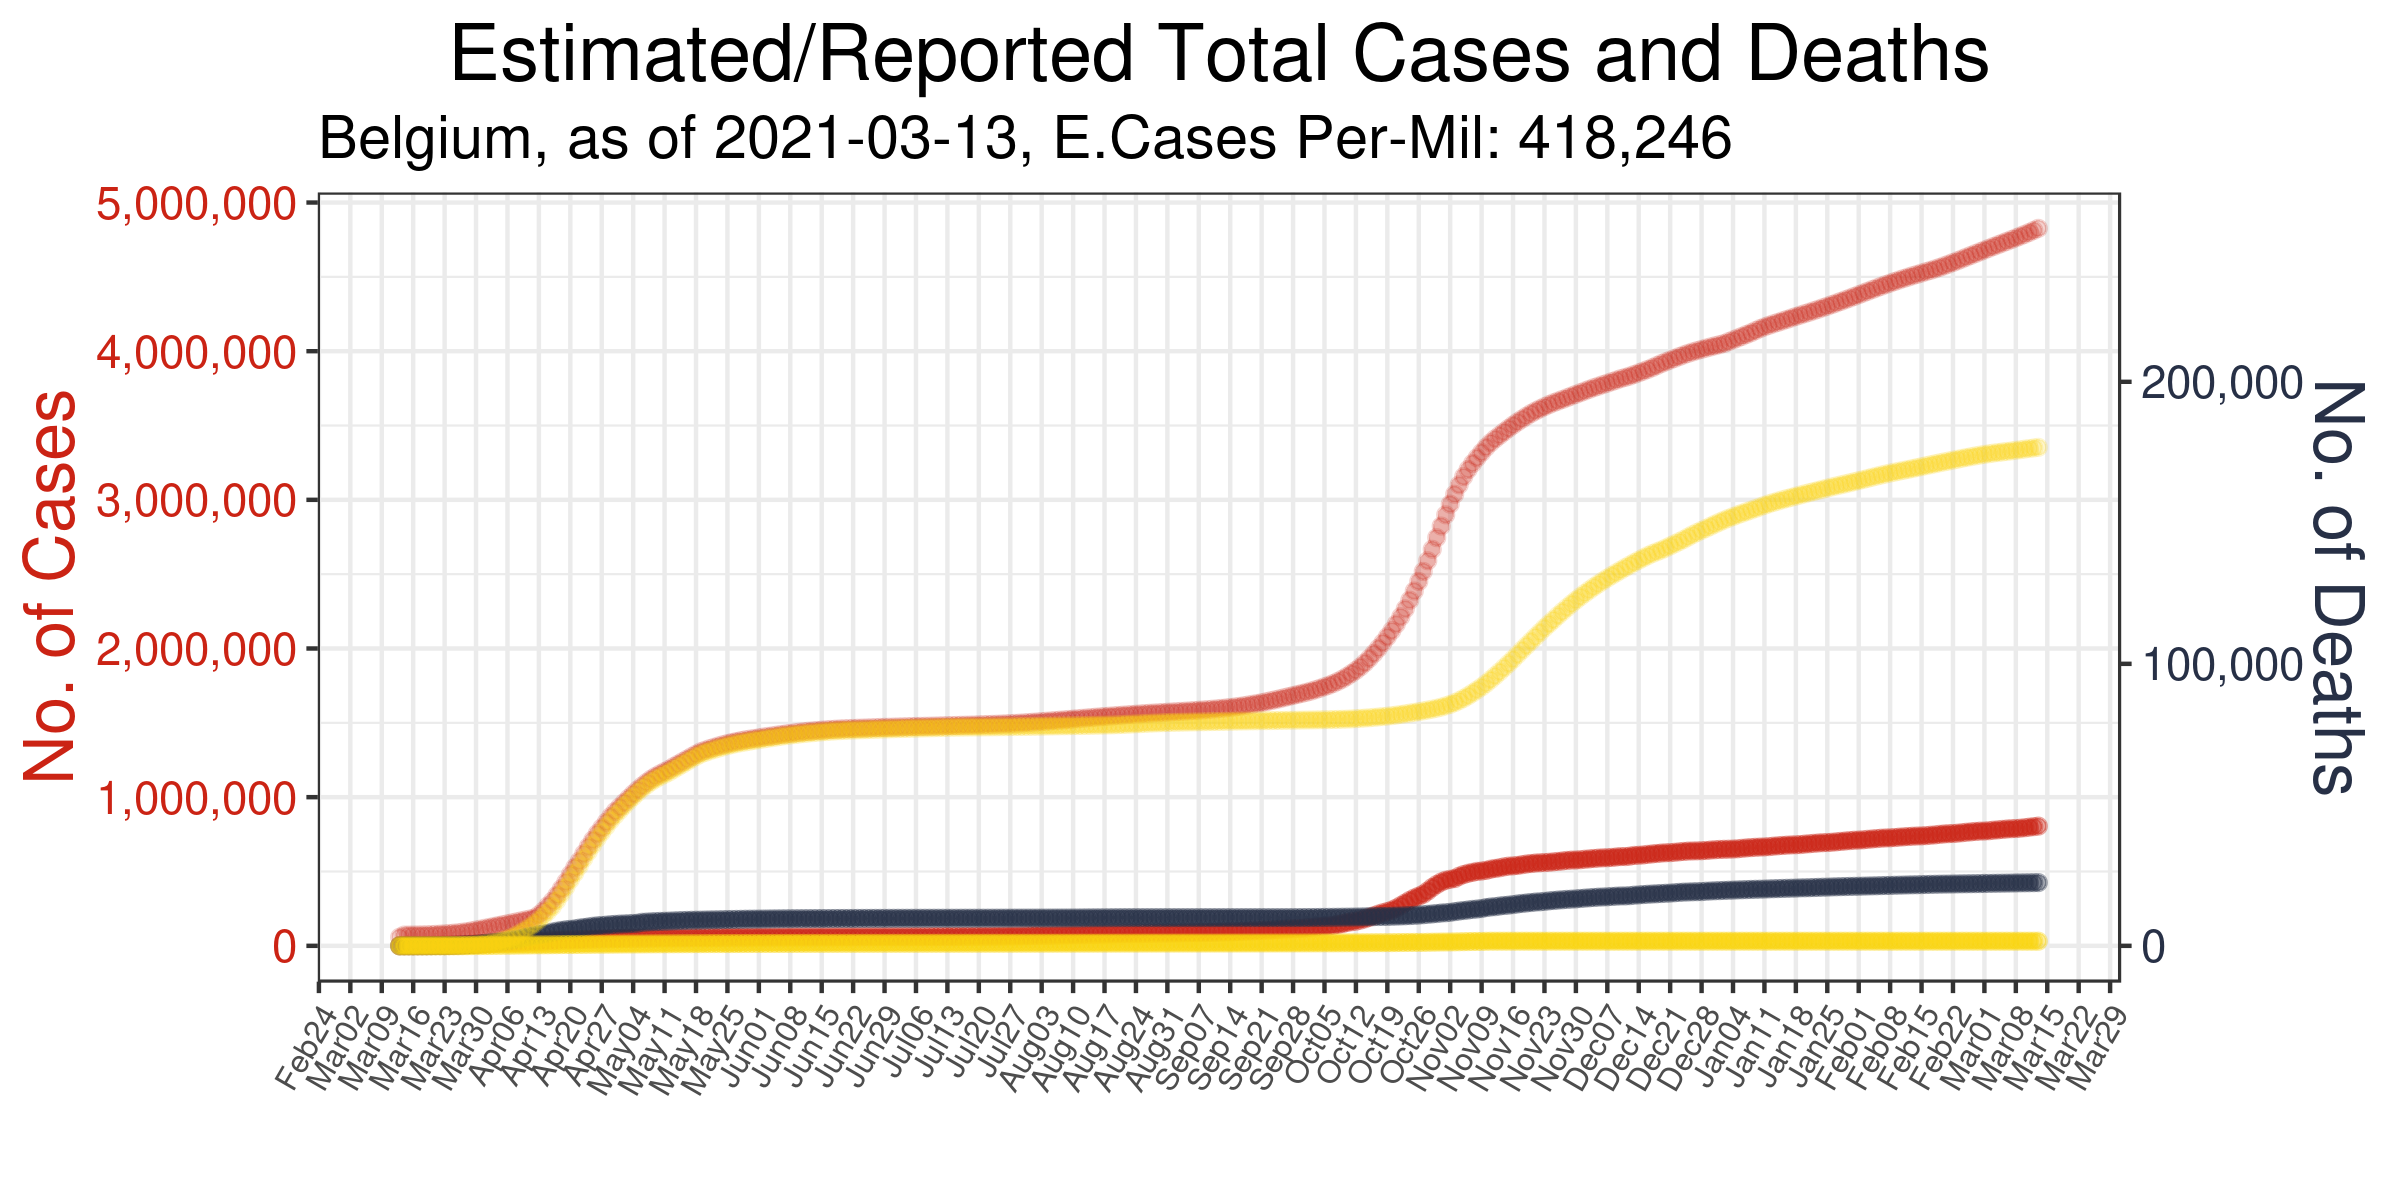 Estimated/Reported Total Cases and Deaths
Belgium, as of 2021-03-13, E.Cases Per-Mil: 418,246
No. of Cases
5,000,000
4,000,000
3,000,000
2,000,000
1,000,000
0
200,000
100,000
0
No. of Deaths
Feb24
Mar02
Mar09
Mar16
Mar23
Mar30
Apr06
Apr13
Apr20
Apr27
May04
May11
May18
May25
Jun01
Jun08
Jun15
Jun22
Jun29
Jul06
Jul13
Jul20
Jul27
Aug03
Aug10
Aug17
Aug24
Aug31
Sep07
Sep14
Sep21
Sep28
Oct05
Oct12
Oct19
Oct26
Nov02
Nov09
Nov16
Nov23
Nov30
Dec07
Dec14
Dec21
Dec28
Jan04
Jan11
Jan18
Jan25
Feb01
Feb08
Feb15
Feb22
Mar01
Mar08
Mar15
Mar22
Mar29